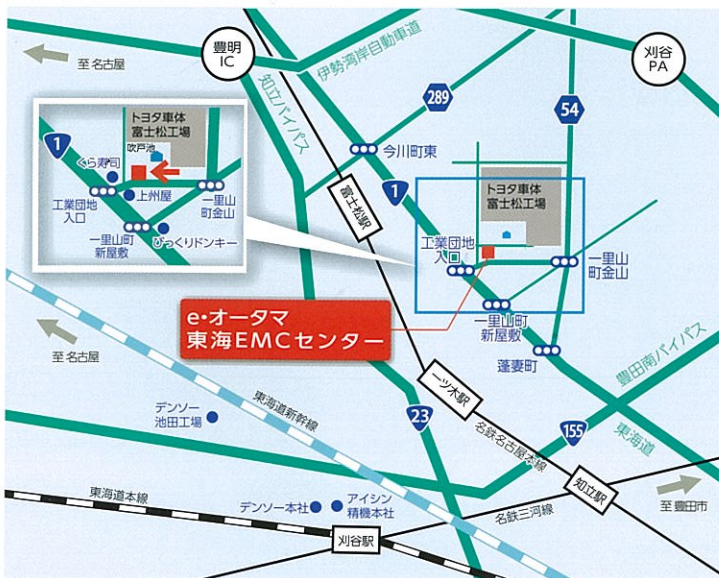 豊明
IC
刈谷
PA
至 名古屋
伊勢湾岸自動車道
知立バイパス
289
54
トヨタ車体
富士松工場
吹戸池
1
くら寿司
上州屋
工業団地
入口
一里山
町金山
一里山町
新屋敷
びっくりドンキー
今川町東
1
富士松駅
トヨタ車体
富士松工場
工業団地
入口
一里山
町金山
一里山町
新屋敷
蓬妻町
e・オータマ
東海EMCセンター
至 名古屋
豊田南バイパス
一ツ木駅
東海道新幹線
デンソー
池田工場
23
名鉄名古屋本線
155
東海道
知立駅
東海道本線
デンソー本社
アイシン
精機本社
名鉄三河線
至 豊田市
刈谷駅